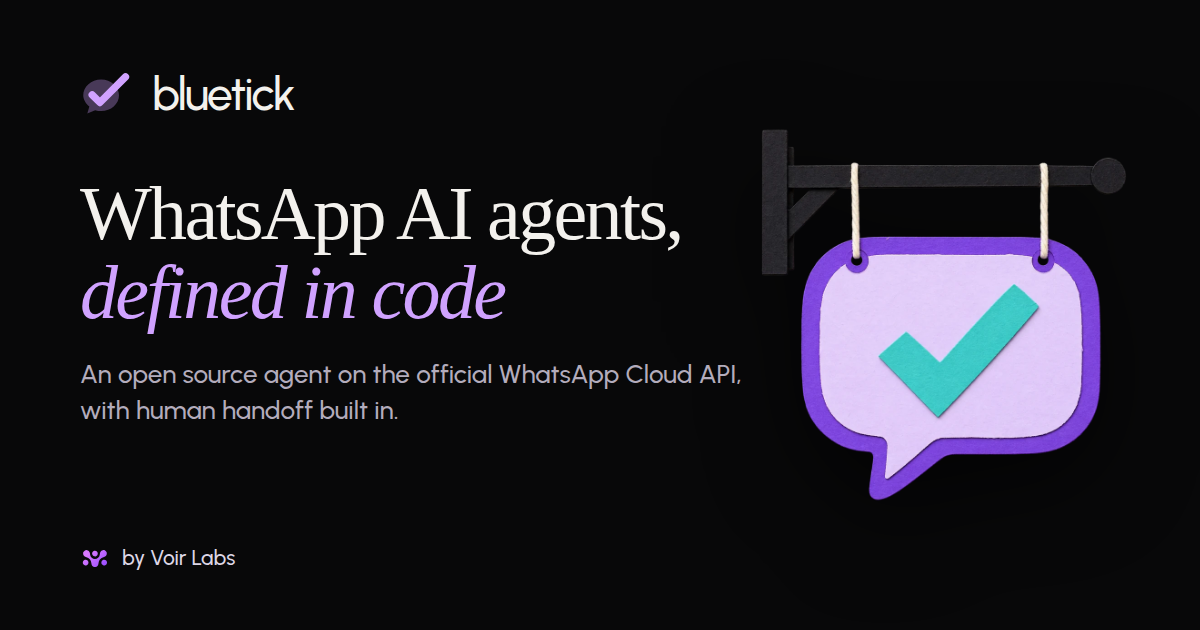 bluetick
WhatsApp AI agents,
defined in code
An open source agent on the official WhatsApp Cloud API,
with human handoff built in.
by Voir Labs